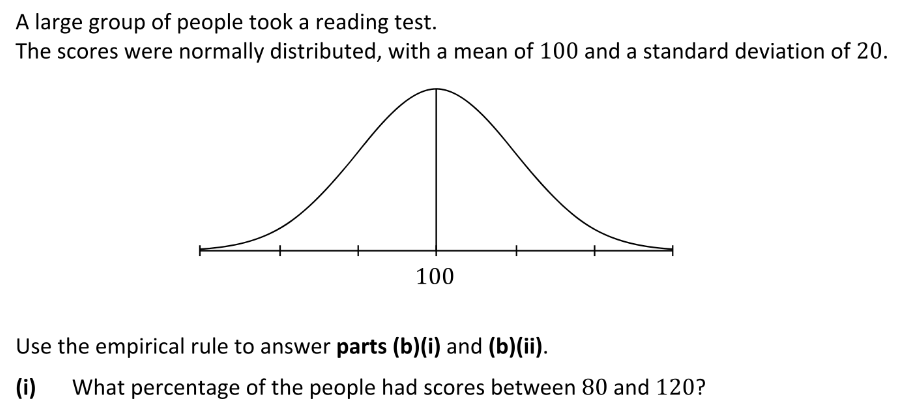 A large group of people took a reading test.
The scores were normally distributed, with a mean of 100 and a standard deviation of 20.
100
Use the empirical rule to answer parts (b)(i) and (b)(ii).
(i) What percentage of the people had scores between 80 and 120?